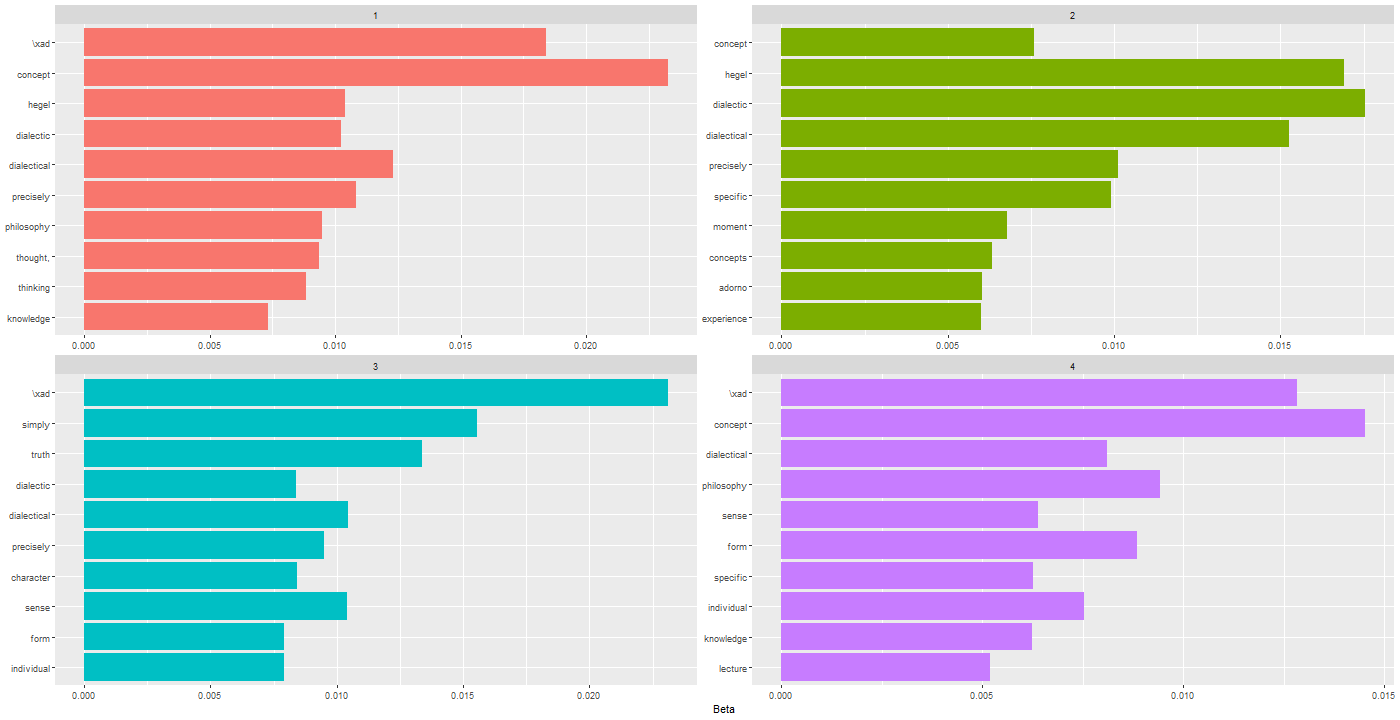 1
\xad
concept
hegel
dialectic
dialectical
precisely
philosophy
thought,
thinking
knowledge
0.000 0.005 0.010 0.015 0.020
2
concept
hegel
dialectic
dialectical
precisely
specific
moment
concepts
adorno
experience
0.000 0.005 0.010 0.015
3
\xad
simply
truth
dialectic
dialectical
precisely
character
sense
form
individual
0.000 0.005 0.010 0.015 0.020
4
\xad
concept
dialectical
philosophy
sense
form
specific
individual
knowledge
lecture
0.000 0.005 0.010 0.015
Beta